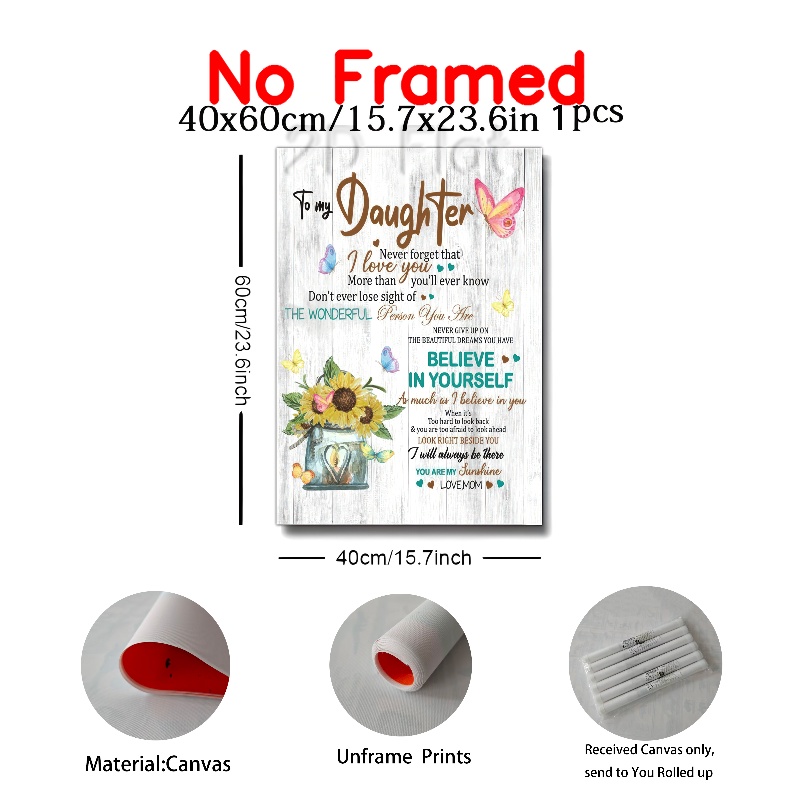 No Framed
40x60cm/15.7x23.6in 1pcs
60cm/23.6inch
To my Daughter
Never forget that
I love you
More than you'll ever know
Don't ever lose sight of
THE WONDERFUL Person You Are
NEVER GIVE UP ON
THE BEAUTIFUL DREAMS YOU HAVE
BELIEVE
IN YOURSELF
As much as I believe in you
When it's
Too hard to look back
& you are too afraid to look ahead
LOOK RIGHT BESIDE YOU
I will always be there
YOU ARE MY Sunshine
LOVE,MOM
40cm/15.7inch
Material:Canvas
Unframe Prints
Received Canvas only,
send to You Rolled up